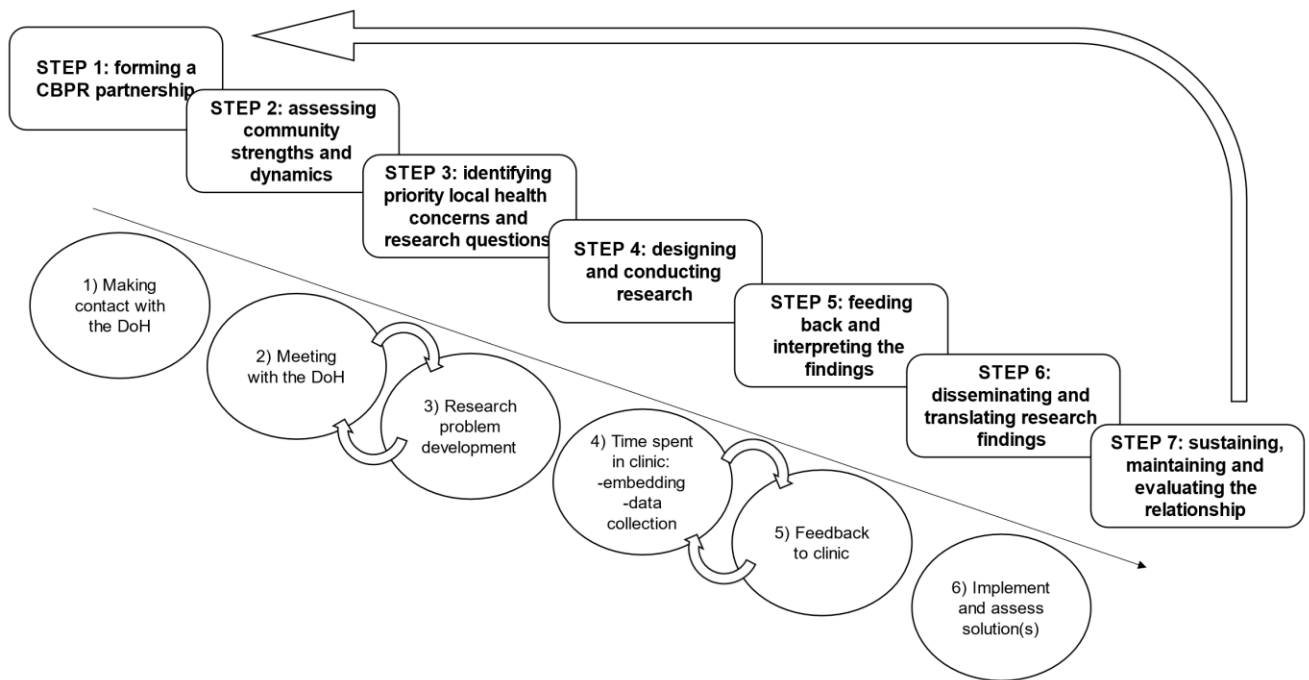 STEP 1: forming a
CBPR partnership
STEP 2: assessing
community
strengths and
dynamics
STEP 3: identifying
priority local health
concerns and
research questions
STEP 4: designing
and conducting
research
STEP 5: feeding
back and
interpreting the
findings
STEP 6:
disseminating and
translating research
findings
STEP 7: sustaining,
maintaining and
evaluating the
relationship
1) Making
contact with
the DoH
2) Meeting
with the DoH
3) Research
problem
development
4) Time spent
in clinic:
-embedding
-data
collection
5) Feedback
to clinic
6) Implement
and assess
solution(s)